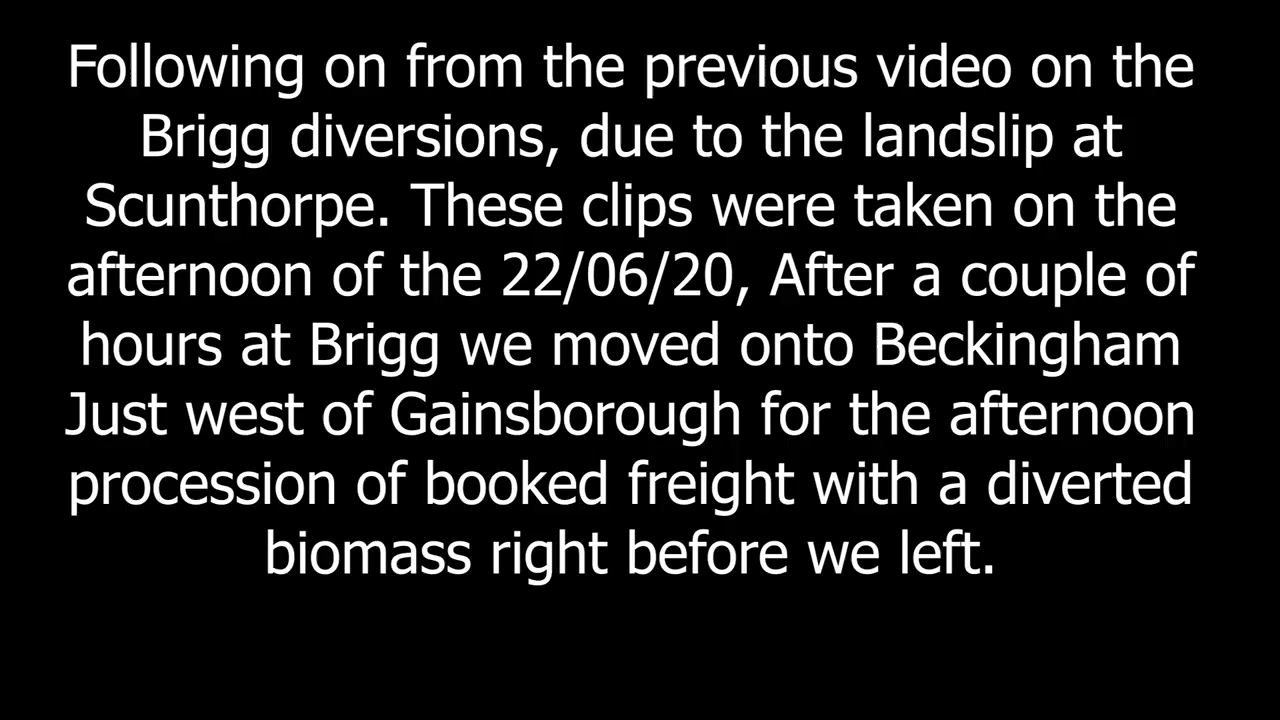 Following on from the previous video on the
Brigg diversions, due to the landslip at
Scunthorpe. These clips were taken on the
afternoon of the 22/06/20, After a couple of
hours at Brigg we moved onto Beckingham
Just west of Gainsborough for the afternoon
procession of booked freight with a diverted
biomass right before we left.